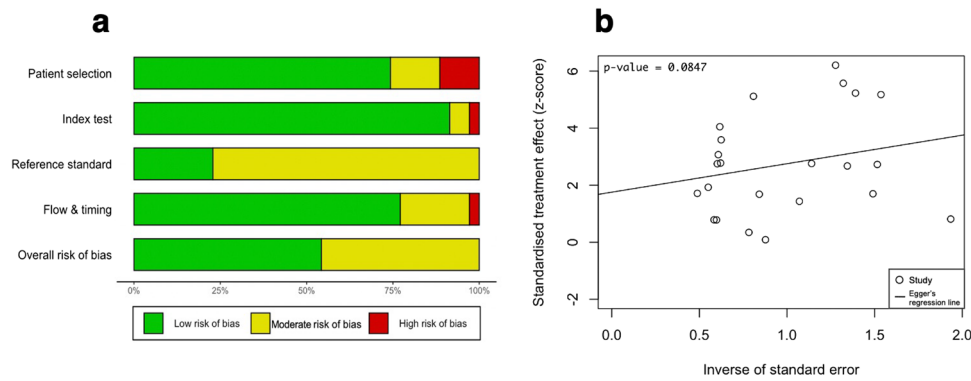 a
Patient selection
Index test
Reference standard
Flow & timing
Overall risk of bias
0% 25% 50% 75% 100%
Low risk of bias Moderate risk of bias High risk of bias
b
p-value = 0.0847
Standardised treatment effect (z-score)
6
4
2
0
-2
Study
Egger's
regression line
0.0 0.5 1.0 1.5 2.0
Inverse of standard error